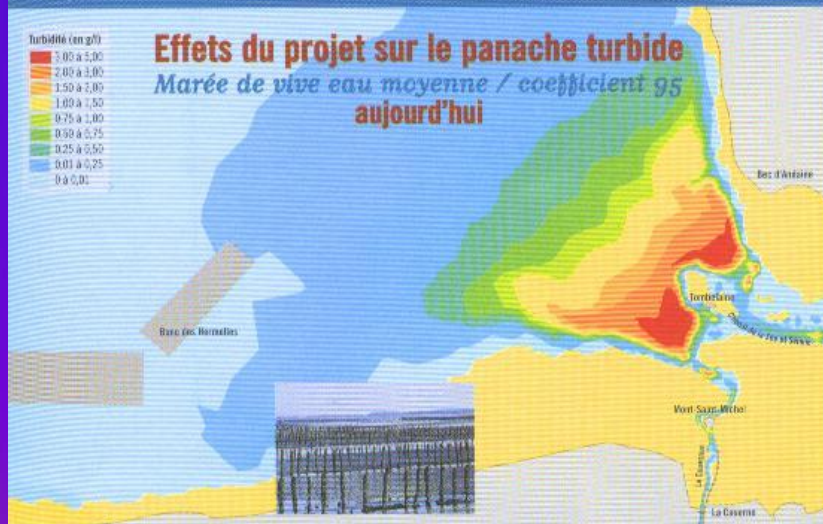 Effets du projet sur le panache turbide
Marée de vive eau moyenne / coefficient 95
aujourd'hui
Turbidité (en g/l)
3,00 à 5,00
2,00 à 3,00
1,50 à 2,00
1,00 à 1,50
0,75 à 1,00
0,50 à 0,75
0,25 à 0,50
0,01 à 0,25
0 à 0,01
Bec d'Andaine
Tombelaine
Banc des Hermelles
Mont-Saint-Michel
Le Couesnon
La Caserne